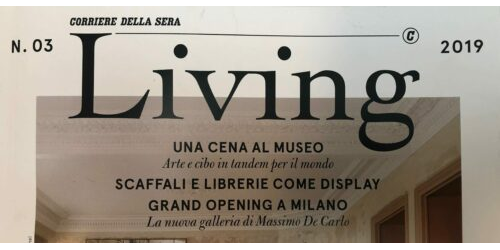 CORRIERE DELLA SERA
N. 03
Living
C
2019
UNA CENA AL MUSEO
Arte e cibo in tandem per il mondo
SCAFFALI E LIBRERIE COME DISPLAY
GRAND OPENING A MILANO
La nuova galleria di Massimo De Carlo